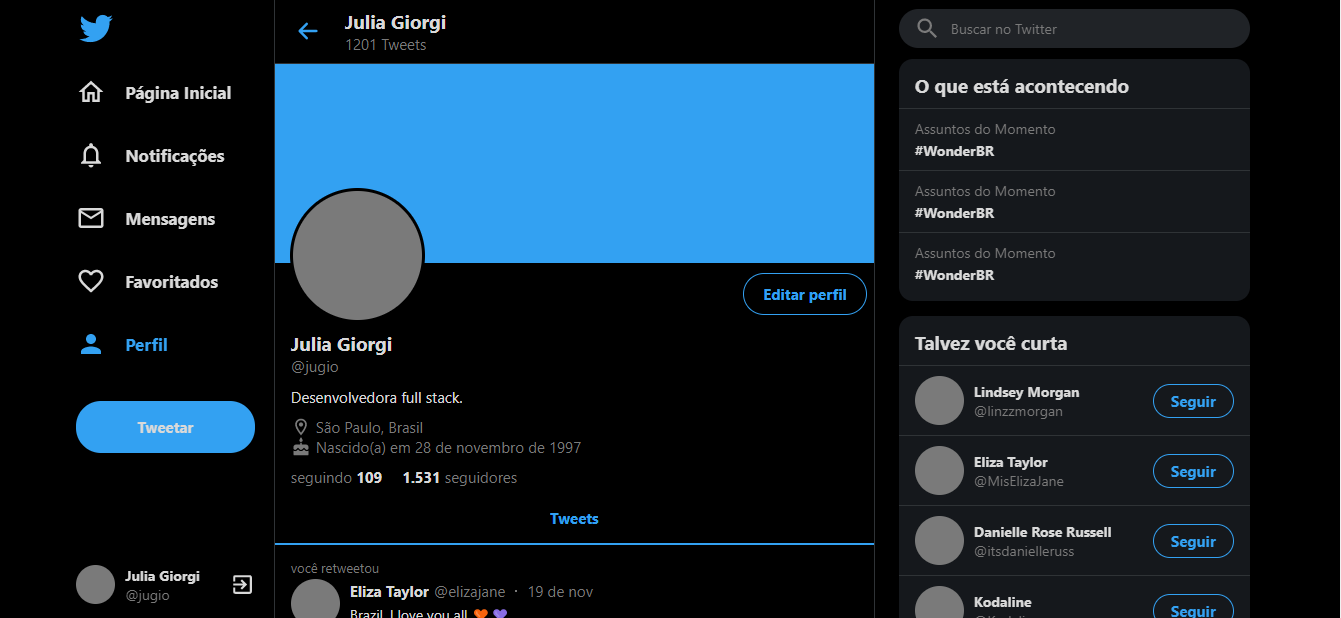 Página Inicial
Notificações
Mensagens
Favoritados
Perfil
Tweetar
Julia Giorgi
@jugio
Julia Giorgi
1201 Tweets
Editar perfil
Julia Giorgi
@jugio
Desenvolvedora full stack.
São Paulo, Brasil
Nascido(a) em 28 de novembro de 1997
seguindo 109 1.531 seguidores
Tweets
você retweetou
Eliza Taylor @elizajane · 19 de nov
Brazil, I love you all 🧡 💜
Buscar no Twitter
O que está acontecendo
Assuntos do Momento
#WonderBR
Assuntos do Momento
#WonderBR
Assuntos do Momento
#WonderBR
Talvez você curta
Lindsey Morgan
@linzzmorgan
Seguir
Eliza Taylor
@MisElizaJane
Seguir
Danielle Rose Russell
@itsdanielleruss
Seguir
Kodaline
Seguir